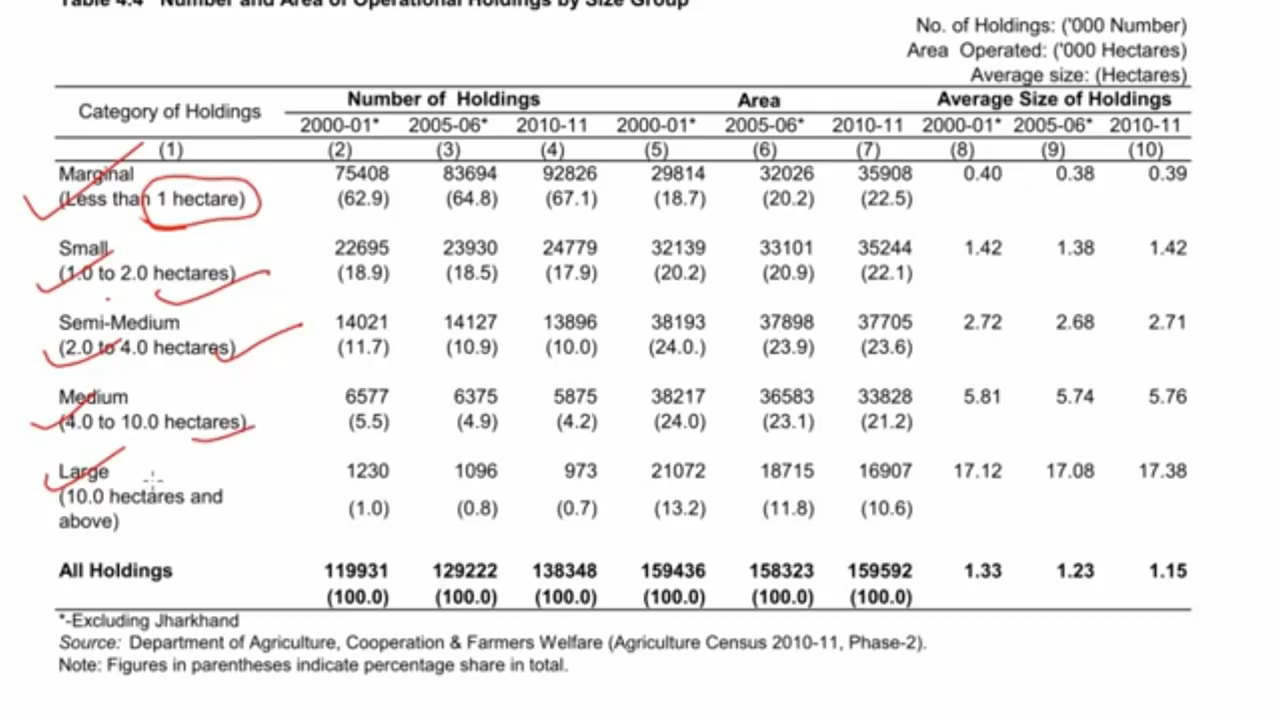 Table 4.4 Number and Area of Operational Holdings by Size Group
No. of Holdings: ('000 Number)
Area Operated: ('000 Hectares)
Average size: (Hectares)
Category of Holdings Number of Holdings Area Average Size of Holdings
2000-01* 2005-06* 2010-11 2000-01* 2005-06* 2010-11 2000-01* 2005-06* 2010-11
(1) (2) (3) (4) (5) (6) (7) (8) (9) (10)
Marginal 75408 83694 92826 29814 32026 35908 0.40 0.38 0.39
(Less than 1 hectare) (62.9) (64.8) (67.1) (18.7) (20.2) (22.5)
Small 22695 23930 24779 32139 33101 35244 1.42 1.38 1.42
(1.0 to 2.0 hectares) (18.9) (18.5) (17.9) (20.2) (20.9) (22.1)
Semi-Medium 14021 14127 13896 38193 37898 37705 2.72 2.68 2.71
(2.0 to 4.0 hectares) (11.7) (10.9) (10.0) (24.0.) (23.9) (23.6)
Medium 6577 6375 5875 38217 36583 33828 5.81 5.74 5.76
(4.0 to 10.0 hectares) (5.5) (4.9) (4.2) (24.0) (23.1) (21.2)
Large 1230 1096 973 21072 18715 16907 17.12 17.08 17.38
(10.0 hectares and
above) (1.0) (0.8) (0.7) (13.2) (11.8) (10.6)
All Holdings 119931 129222 138348 159436 158323 159592 1.33 1.23 1.15
(100.0) (100.0) (100.0) (100.0) (100.0) (100.0)
*-Excluding Jharkhand
Source: Department of Agriculture, Cooperation & Farmers Welfare (Agriculture Census 2010-11, Phase-2).
Note: Figures in parentheses indicate percentage share in total.